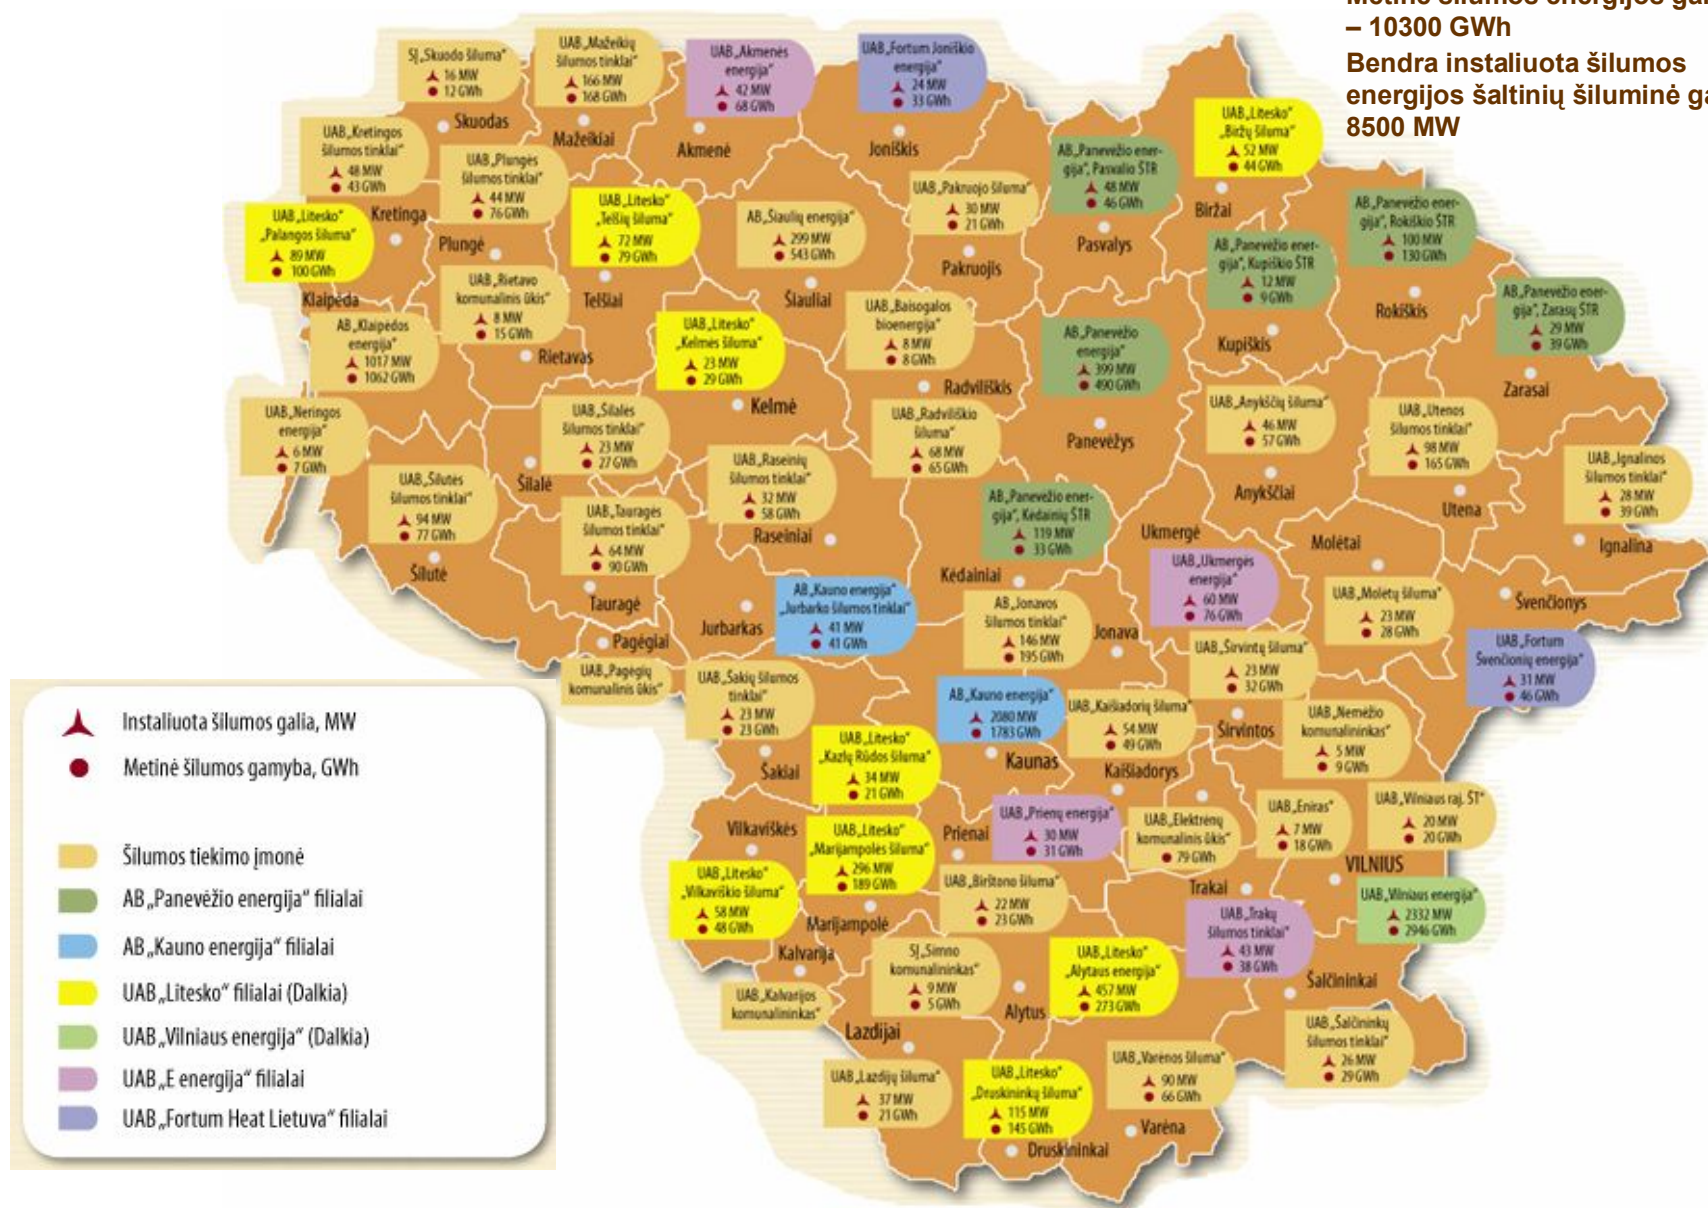 – 10300 GWh
Bendra instaliuota šilumos
energijos šaltinių šiluminė
8500 MW
SĮ „Skuodo šiluma“
16 MW
12 GWh
Skuodas
UAB „Mažeikių
šilumos tinklai“
166 MW
168 GWh
Mažeikiai
UAB „Akmenės
energija“
42 MW
68 GWh
Akmenė
UAB „Fortum Joniškio
energija“
24 MW
33 GWh
Joniškis
UAB „Litesko“
„Biržų šiluma“
52 MW
44 GWh
Biržai
UAB „Kretingos
šilumos tinklai“
48 MW
43 GWh
Kretinga
UAB „Plungės
šilumos tinklai“
44 MW
76 GWh
Plungė
UAB „Litesko“
„Telšių šiluma“
72 MW
79 GWh
Telšiai
AB „Šiaulių energija“
299 MW
543 GWh
Šiauliai
UAB „Pakruojo šiluma“
30 MW
21 GWh
Pakruojis
AB „Panevėžio ener-
gija“, Pasvalio ŠTR
48 MW
46 GWh
Pasvalys
AB „Panevėžio ener-
gija“, Kupiškio ŠTR
12 MW
9 GWh
Kupiškis
AB „Panevėžio ener-
gija“, Rokiškio ŠTR
100 MW
130 GWh
Rokiškis
AB „Panevėžio ener-
gija“, Zarasų ŠTR
29 MW
39 GWh
Zarasai
UAB „Litesko“
„Palangos šiluma“
89 MW
100 GWh
Klaipėda
AB „Klaipėdos
energija“
1017 MW
1062 GWh
UAB „Rietavo
komunalinis ūkis“
8 MW
15 GWh
Rietavas
UAB „Litesko“
„Kelmės šiluma“
23 MW
29 GWh
Kelmė
UAB „Baisogalos
bioenergija“
8 MW
8 GWh
Radviliškis
UAB „Radviliškio
šiluma“
68 MW
65 GWh
AB „Panevėžio
energija“
399 MW
490 GWh
Panevėžys
UAB „Anykščių šiluma“
46 MW
57 GWh
Anykščiai
UAB „Utenos
šilumos tinklai“
98 MW
165 GWh
Utena
UAB „Ignalinos
šilumos tinklai“
28 MW
39 GWh
Ignalina
UAB „Neringos
energija“
6 MW
7 GWh
UAB „Šilutės
šilumos tinklai“
94 MW
77 GWh
Šilutė
UAB „Šilalės
šilumos tinklai“
23 MW
27 GWh
Šilalė
UAB „Tauragės
šilumos tinklai“
64 MW
90 GWh
Tauragė
UAB „Raseinių
šilumos tinklai“
32 MW
58 GWh
Raseiniai
AB „Panevėžio ener-
gija“, Kėdainių ŠTR
119 MW
33 GWh
Kėdainiai
Ukmergė
UAB „Ukmergės
energija“
60 MW
76 GWh
Molėtai
UAB „Molėtų šiluma“
23 MW
28 GWh
Švenčionys
UAB „Fortum
Švenčionių energija“
31 MW
46 GWh
Pagėgiai
UAB „Pagėgių
komunalinis ūkis“
Jurbarkas
AB „Kauno energija“
„Jurbarko šilumos tinklai“
41 MW
41 GWh
AB „Jonavos
šilumos tinklai“
146 MW
195 GWh
Jonava
UAB „Širvintų šiluma“
23 MW
32 GWh
Širvintos
UAB „Šakių šilumos
tinklai“
23 MW
23 GWh
Šakiai
AB „Kauno energija“
2080 MW
1783 GWh
Kaunas
UAB „Kaišiadorių šiluma“
54 MW
49 GWh
Kaišiadorys
UAB „Nemėžio
komunalininkas“
5 MW
9 GWh
UAB „Litesko“
„Kazlų Rūdos šiluma“
34 MW
21 GWh
Vilkaviškės
UAB „Litesko“
„Marijampolės šiluma“
296 MW
189 GWh
Marijampolė
UAB „Litesko“
„Vilkaviškio šiluma“
58 MW
48 GWh
Prienai
UAB „Prienų energija“
30 MW
31 GWh
UAB „Elektrėnų
komunalinis ūkis“
79 GWh
UAB „Eniras“
7 MW
18 GWh
UAB „Vilniaus raj. ŠT“
20 MW
20 GWh
VILNIUS
UAB „Vilniaus energija“
2332 MW
2946 GWh
UAB „Birštono šiluma“
22 MW
23 GWh
Trakai
UAB „Trakų
šilumos tinklai“
43 MW
38 GWh
Kalvarija
UAB „Kalvarijos
komunalininkas“
SĮ „Simno
komunalininkas“
9 MW
5 GWh
Alytus
UAB „Litesko“
„Alytaus energija“
457 MW
273 GWh
Šalčininkai
UAB „Šalčininkų
šilumos tinklai“
26 MW
29 GWh
Lazdijai
UAB „Lazdijų šiluma“
37 MW
21 GWh
UAB „Litesko“
„Druskininkų šiluma“
115 MW
145 GWh
Druskininkai
UAB „Varėnos šiluma“
90 MW
66 GWh
Varėna
Instaliuota šilumos galia, MW
Metinė šilumos gamyba, GWh
Šilumos tiekimo įmonė
AB „Panevėžio energija“ filialai
AB „Kauno energija“ filialai
UAB „Litesko“ filialai (Dalkia)
UAB „Vilniaus energija“ (Dalkia)
UAB „E energija“ filialai
UAB „Fortum Heat Lietuva“ filialai